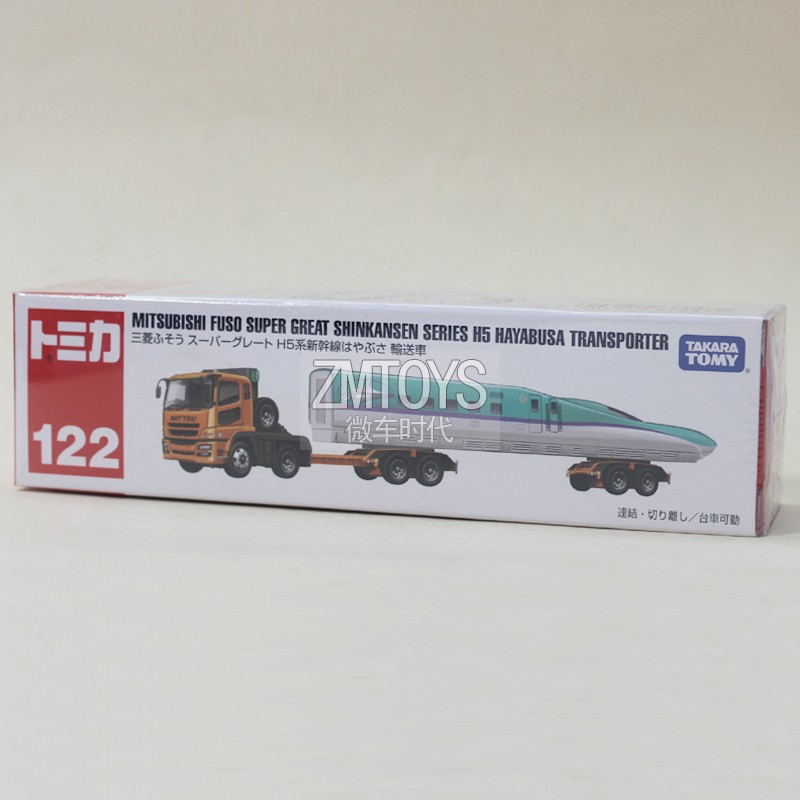 トミカ
122
MITSUBISHI FUSO SUPER GREAT SHINKANSEN SERIES H5 HAYABUSA TRANSPORTER
三菱ふそう スーパーグレート H5系新幹線はやぶさ 輸送車
TAKARA
TOMY
ZMTOYS
微车时代
NITTSU
連結・切り離し/台車可動